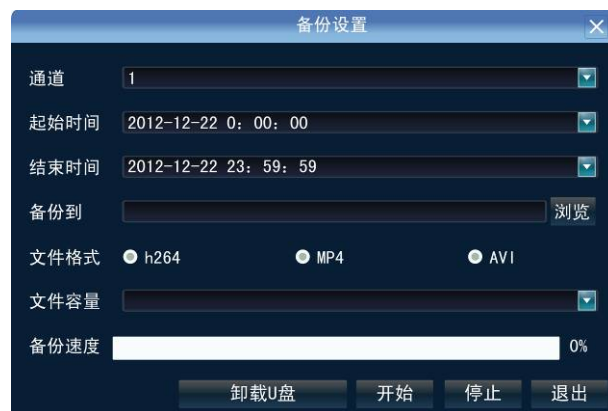 备份设置
通道 1
起始时间 2012-12-22 0：00：00
结束时间 2012-12-22 23：59：59
备份到 浏览
文件格式 h264 MP4 AVI
文件容量
备份速度 0%
卸载U盘 开始 停止 退出